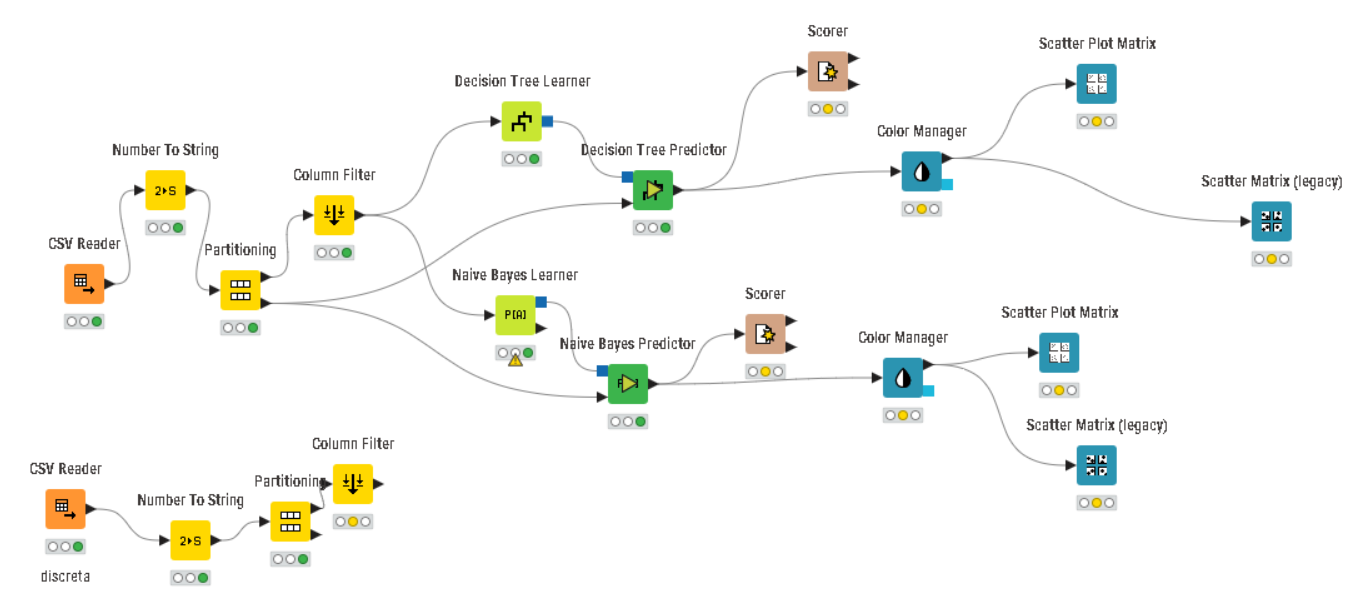 Scorer
Scatter Plot Matrix
Decision Tree Learner
Color Manager
Number To String
Decision Tree Predictor
Column Filter
Scatter Matrix (legacy)
2▸S
CSV Reader
Partitioning
Naive Bayes Learner
Scorer
P[A]
Scatter Plot Matrix
Naive Bayes Predictor
Color Manager
Scatter Matrix (legacy)
Column Filter
CSV Reader
Partitioning
Number To String
2▸S
discreta